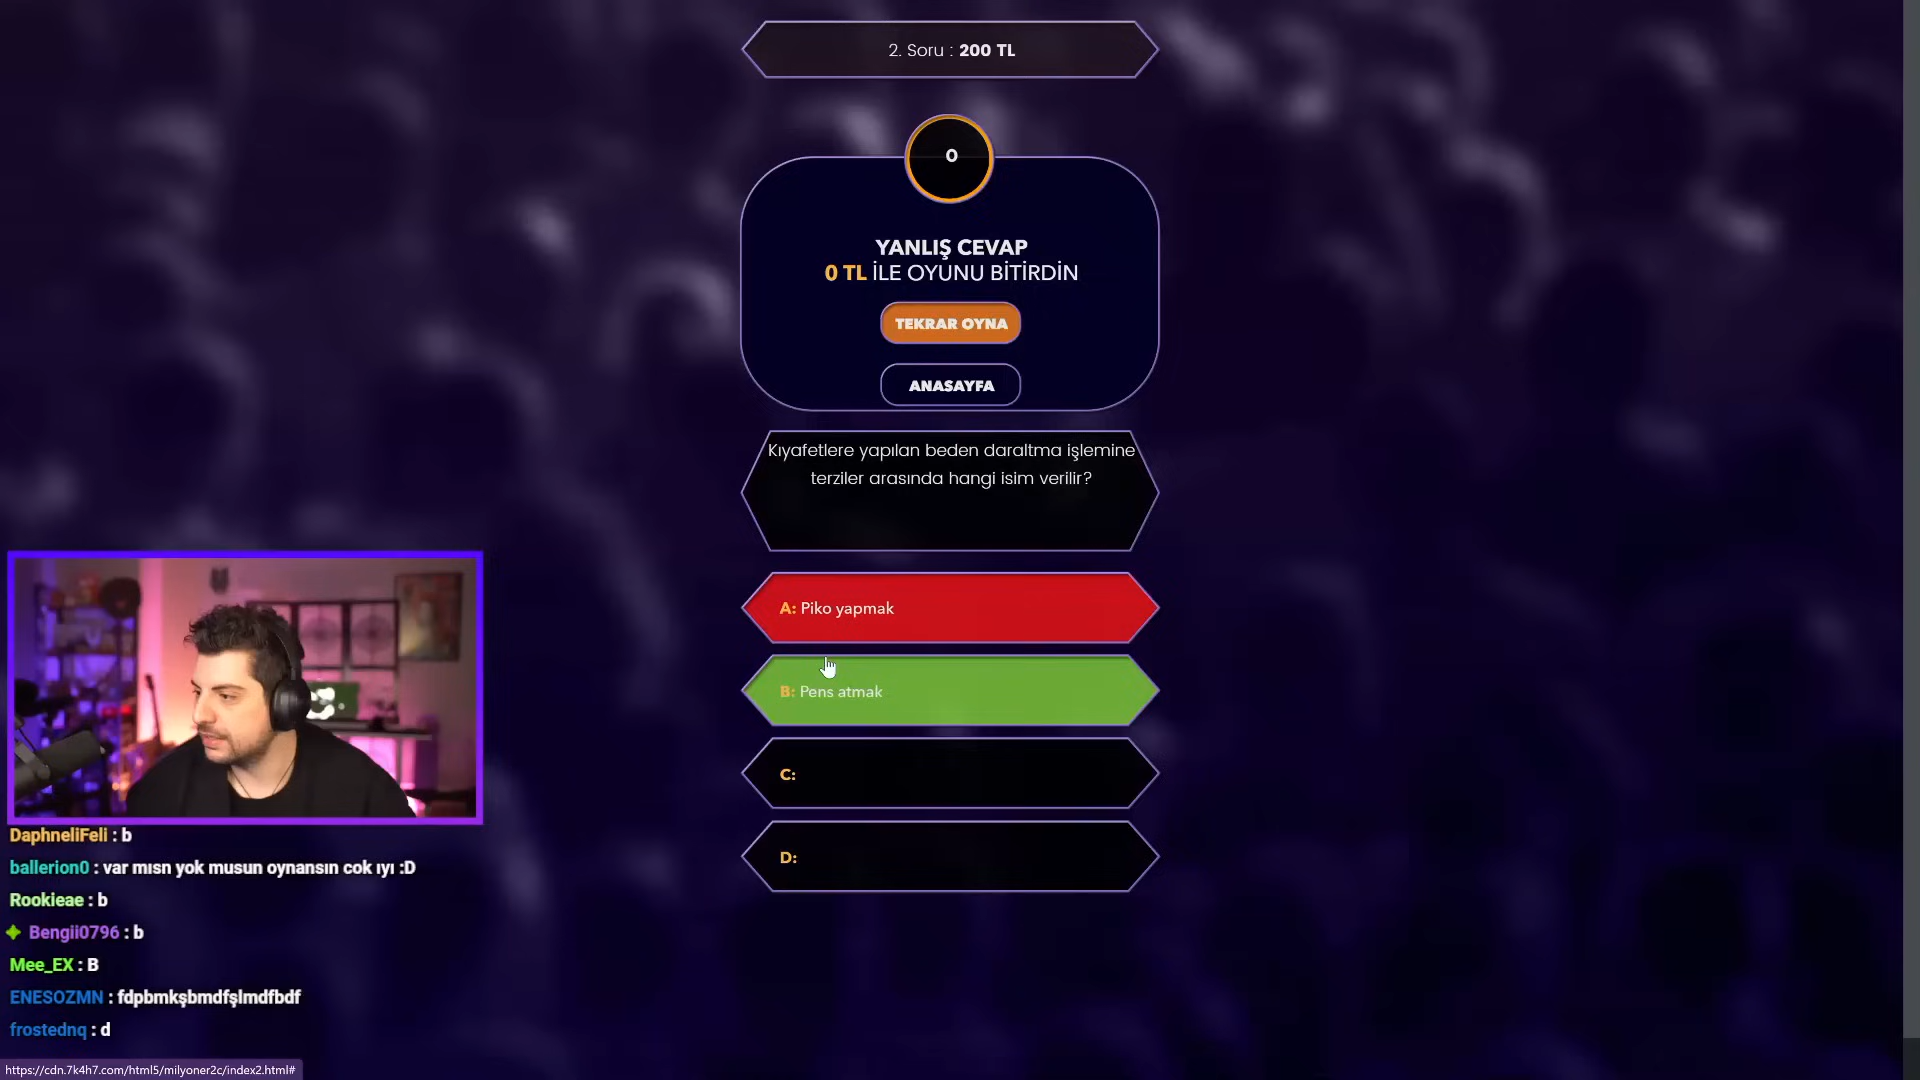 2. Soru : 200 TL
0
YANLIŞ CEVAP
0 TL İLE OYUNU BİTİRDİN
TEKRAR OYNA
ANASAYFA
Kıyafetlere yapılan beden daraltma işlemine
terziler arasında hangi isim verilir?
A: Piko yapmak
B: Pens atmak
C:
D:
DaphneliFeli : b
ballerion0 : var mısn yok musun oynansın cok ıyı :D
Rookieae : b
Bengii0796 : b
Mee_EX : B
ENESOZMN : fdpbmkşbmdfşlmdfbdf
frostednq : d
https://cdn.7k4h7.com/html5/milyoner2c/index2.html#